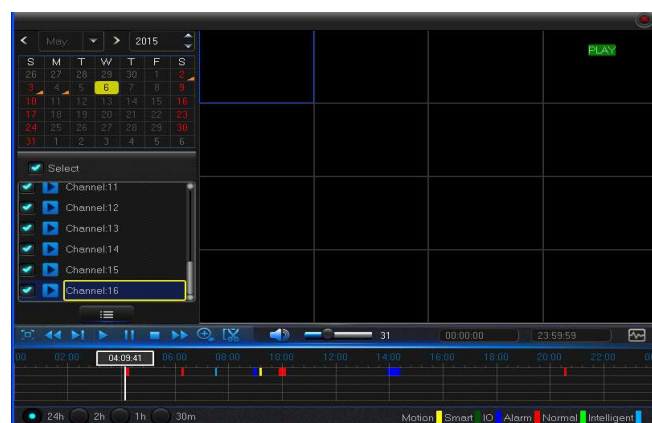 May 2015
S M T W T F S
26 27 28 29 30 1 2
3 4 5 6 7 8 9
10 11 12 13 14 15 16
17 18 19 20 21 22 23
24 25 26 27 28 29 30
31 1 2 3 4 5 6
Select
Channel:11
Channel:12
Channel:13
Channel:14
Channel:15
Channel:16
PLAY
31 00:00:00 23:59:59
00 02:00 04:09:41 06:00 08:00 10:00 12:00 14:00 16:00 18:00 20:00 22:00 0
24h 2h 1h 30m Motion Smart IO Alarm Normal Intelligent